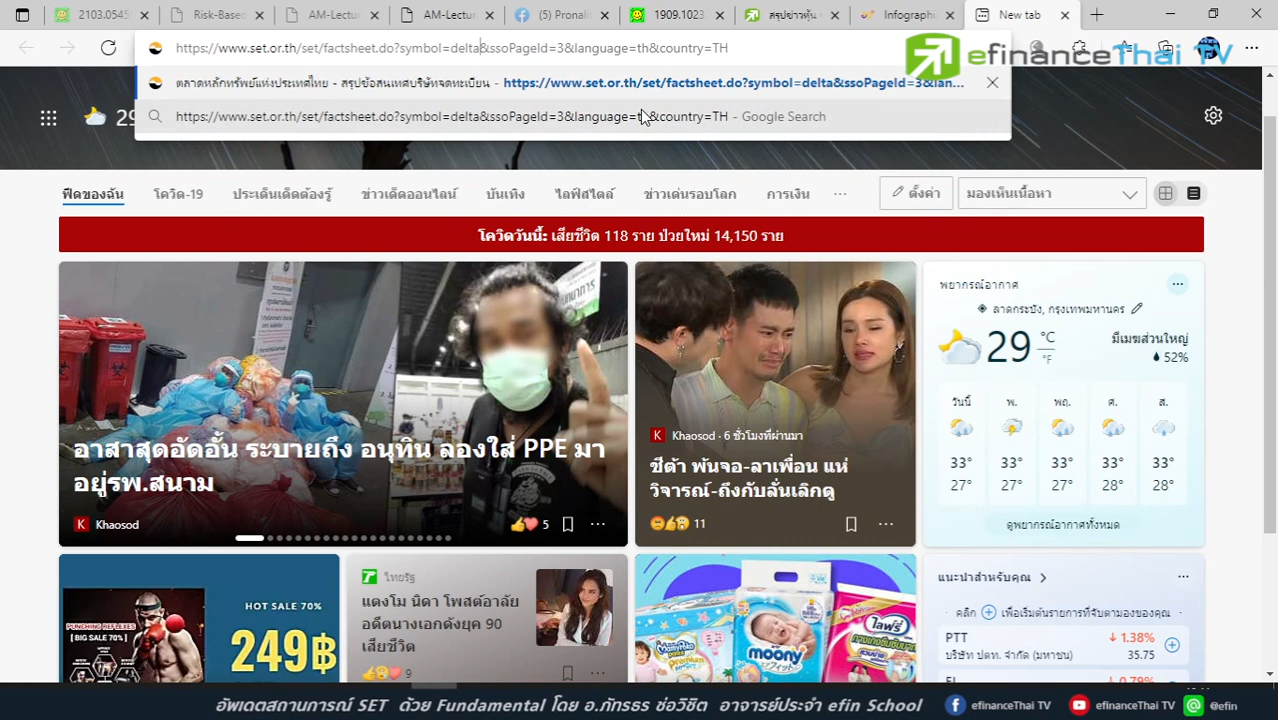 2103.0545
Risk-Based
AM-Lectu
AM-Lectur
(5) Pronalit
1909.1023
สรุปข่าวหุ้น
Infographi
New tab
https://www.set.or.th/set/factsheet.do?symbol=delta&ssoPageId=3&language=th&country=TH
efinanceThai TV
ตลาดหลักทรัพย์แห่งประเทศไทย - สรุปข้อสนเทศบริษัทจดทะเบียน - https://www.set.or.th/set/factsheet.do?symbol=delta&ssoPageId=3&lan...
https://www.set.or.th/set/factsheet.do?symbol=delta&ssoPageId=3&language=th&country=TH - Google Search
29
ฟีดของฉัน
โควิด-19
ประเด็นเด็ดต้องรู้
ข่าวเด็ดออนไลน์
บันเทิง
ไลฟ์สไตล์
ข่าวเด่นรอบโลก
การเงิน
...
ตั้งค่า
มองเห็นเนื้อหา
โควิดวันนี้: เสียชีวิต 118 ราย ป่วยใหม่ 14,150 ราย
อาสาสุดอัดอั้น ระบายถึง อนุทิน ลองใส่ PPE มา
อยู่รพ.สนาม
K Khaosod
5
K Khaosod · 6 ชั่วโมงที่ผ่านมา
ซีต้า พ้นจอ-ลาเพื่อน แห่
วิจารณ์-ถึงกับลั่นเลิกดู
11
พยากรณ์อากาศ
ลาดกระบัง, กรุงเทพมหานคร
29 °C
°F
มีเมฆส่วนใหญ่
52%
วันนี้ พ. พฤ. ศ. ส.
33° 33° 33° 33° 33°
27° 27° 27° 28° 28°
ดูพยากรณ์อากาศทั้งหมด
PUNCHING REFLEXES
[ BIG SALE 70% ]
HOT SALE 70%
249฿
ไทยรัฐ
แตงโม นิดา โพสต์อาลัย
อดีตนางเอกดังยุค 90
เสียชีวิต
9
MamyPoko
moony
ไลฟ์รี่
แนะนำสำหรับคุณ
คลิก เพื่อเริ่มต้นรายการที่จับตามองของคุณ
PTT
1.38%
บริษัท ปตท. จำกัด (มหาชน)
35.75
0.79%
อัพเดตสถานการณ์ SET ด้วย Fundamental โดย อ.ภัทรธร ช่อวิชิต อาจารย์ประจำ efin School
efinanceThai TV
efinanceThai TV
@efin